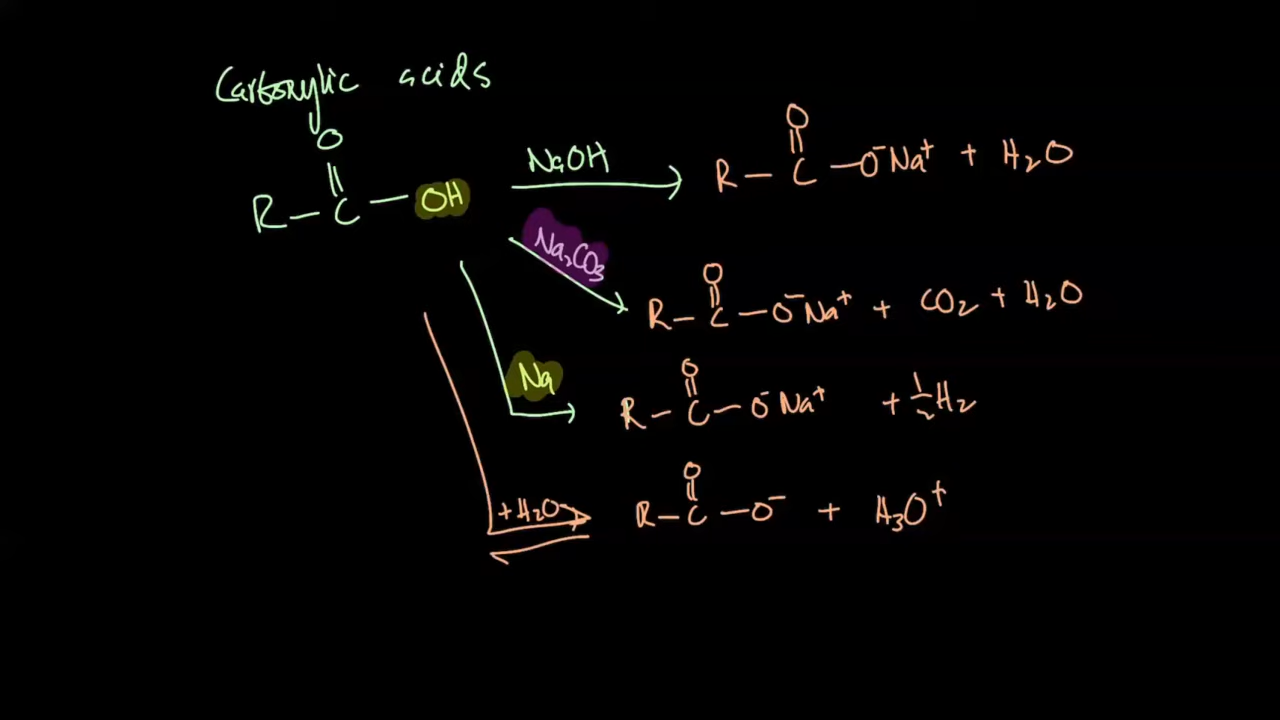 Carboxylic acids
O
||
R – C – OH
NaOH
O
||
R – C – O⁻Na⁺ + H₂O
Na₂CO₃
O
||
R – C – O⁻Na⁺ + CO₂ + H₂O
Na
O
||
R – C – O⁻Na⁺ + ½H₂
+H₂O
O
||
R – C – O⁻ + H₃O⁺